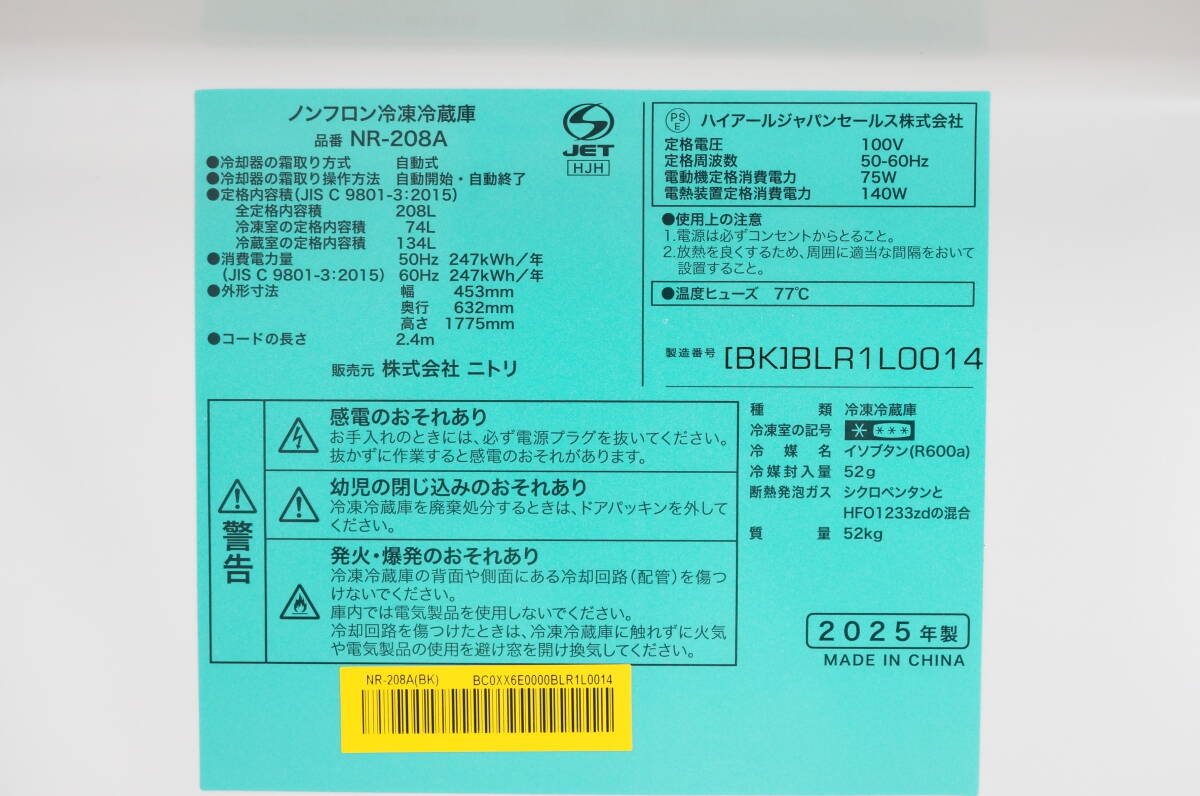 ノンフロン冷凍冷蔵庫
品番 NR-208A
●冷却器の霜取り方式 自動式
●冷却器の霜取り操作方法 自動開始・自動終了
●定格内容積(JIS C 9801-3:2015)
全定格内容積 208L
冷凍室の定格内容積 74L
冷蔵室の定格内容積 134L
●消費電力量 50Hz 247kWh/年
(JIS C 9801-3:2015) 60Hz 247kWh/年
●外形寸法 幅 453mm
奥行 632mm
高さ 1775mm
●コードの長さ 2.4m
販売元 株式会社 ニトリ
JET
HJH
PS
E
ハイアールジャパンセールス株式会社
定格電圧 100V
定格周波数 50-60Hz
電動機定格消費電力 75W
電熱装置定格消費電力 140W
●使用上の注意
1.電源は必ずコンセントからとること。
2.放熱を良くするため、周囲に適当な間隔をおいて
設置すること。
●温度ヒューズ 77℃
製造番号 [BK]BLR1L0014
警告
感電のおそれあり
お手入れのときには、必ず電源プラグを抜いてください。
抜かずに作業すると感電のおそれがあります。
幼児の閉じ込みのおそれあり
冷凍冷蔵庫を廃棄処分するときは、ドアパッキンを外して
ください。
発火・爆発のおそれあり
冷凍冷蔵庫の背面や側面にある冷却回路(配管)を傷つ
けないでください。
庫内では電気製品を使用しないでください。
冷却回路を傷つけたときは、冷凍冷蔵庫に触れずに火気
や電気製品の使用を避け窓を開け換気してください。
種類 冷凍冷蔵庫
冷凍室の記号
冷媒名 イソブタン(R600a)
冷媒封入量 52g
断熱発泡ガス シクロペンタンと
HFO1233zdの混合
質量 52kg
2025年製
MADE IN CHINA
NR-208A(BK) BC0XX6E0000BLR1L0014